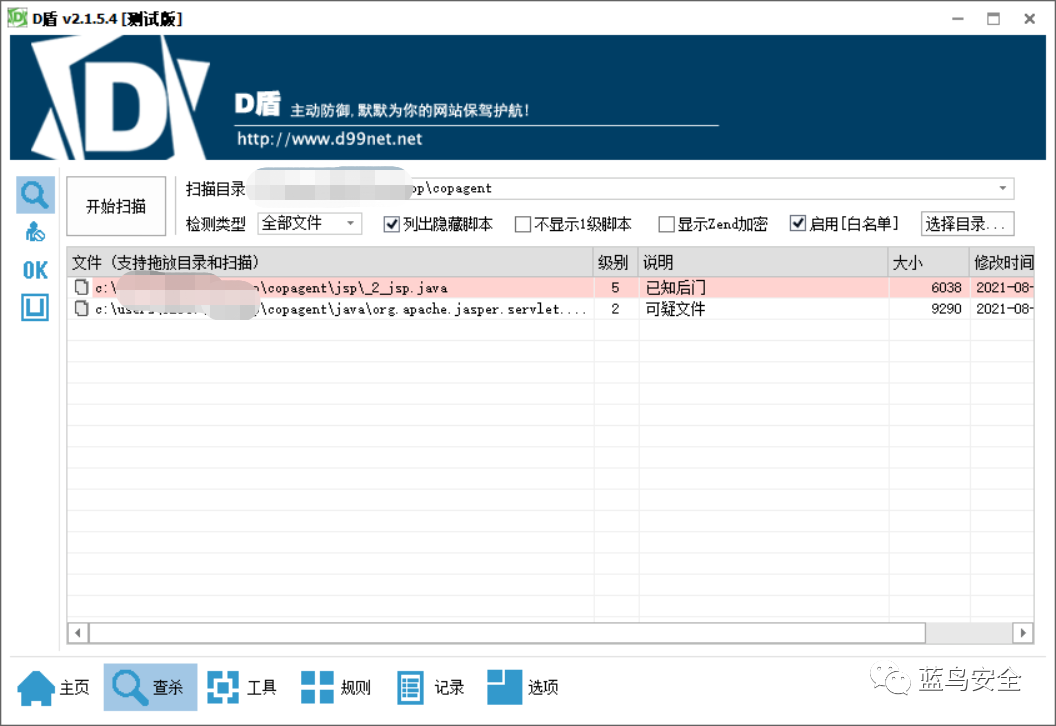 D盾 v2.1.5.4 [测试版]
D盾 主动防御,默默为你的网站保驾护航!
http://www.d99net.net
开始扫描
扫描目录 op\copagent
检测类型 全部文件 列出隐藏脚本 不显示1级脚本 显示Zend加密 启用[白名单] 选择目录...
OK
文件 (支持拖放目录和扫描) 级别 说明 大小 修改时间
c:\ \copagent\jsp\_2_jsp.java 5 已知后门 6038 2021-08-
c:\ \copagent\java\org.apache.jasper.servlet.... 2 可疑文件 9290 2021-08-
主页 查杀 工具 规则 记录 选项
蓝鸟安全